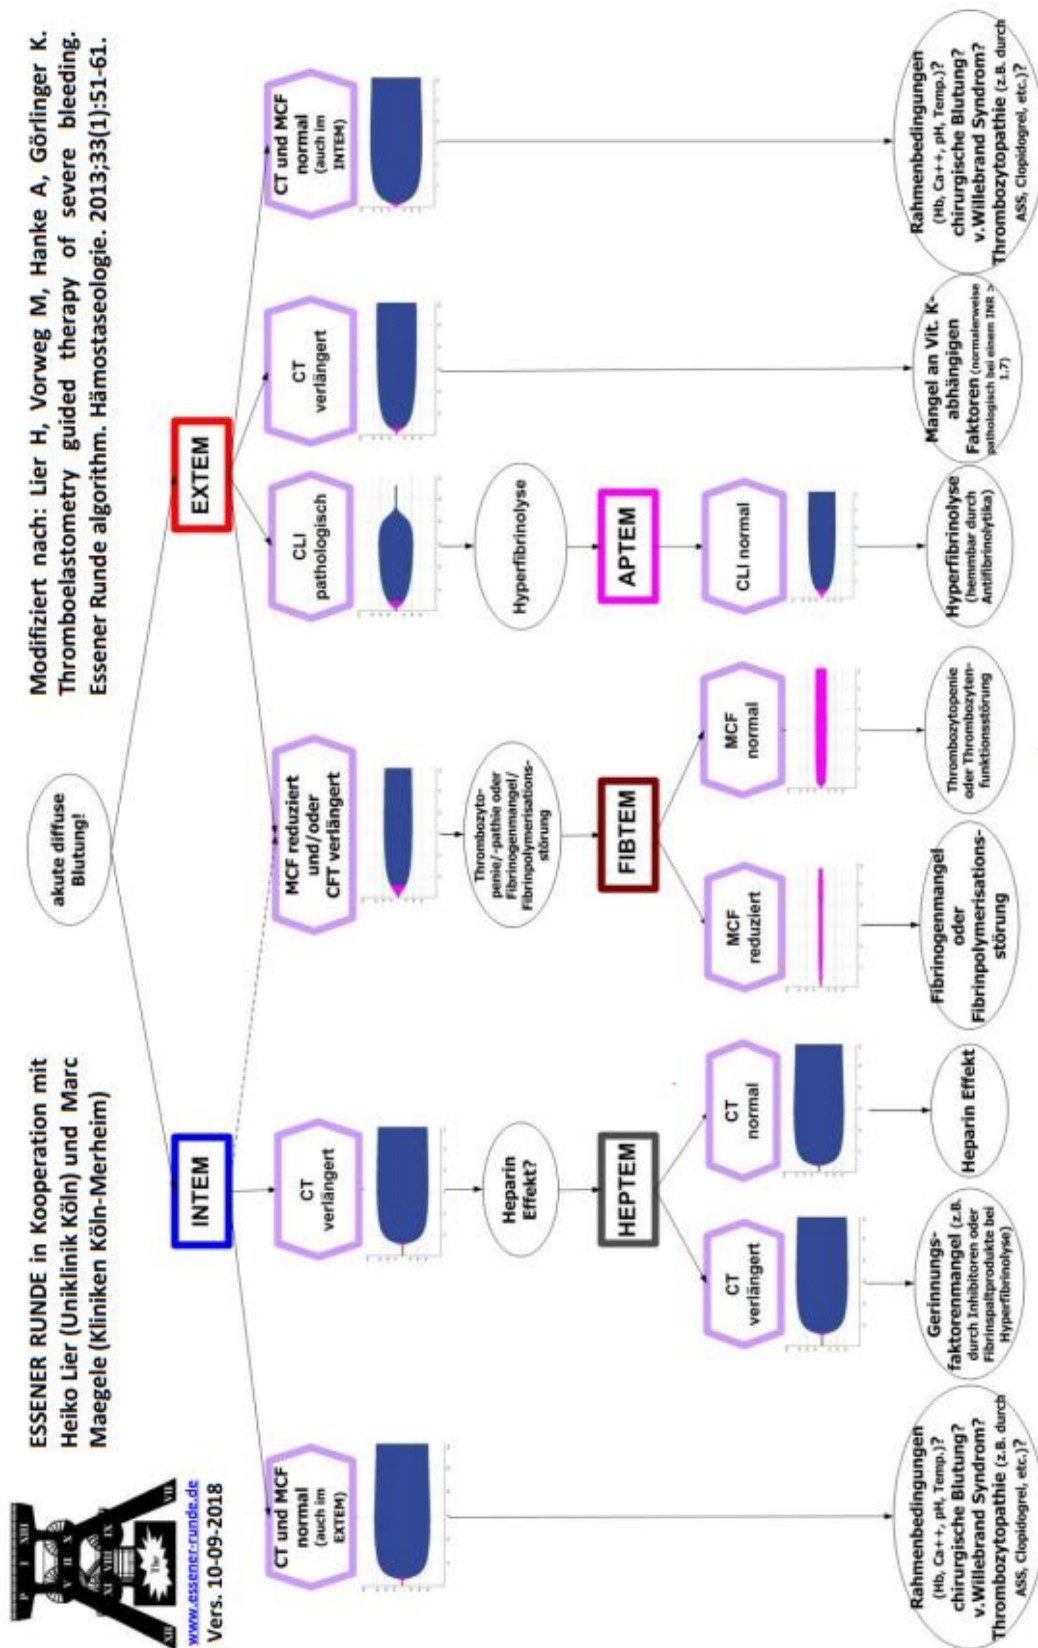 ESSENER RUNDE in Kooperation mit
Heiko Lier (Uniklinik Köln) und Marc
Maegele (Kliniken Köln-Merheim)
www.essener-runde.de
Vers. 10-09-2018
The
Modifiziert nach: Lier H, Vorweg M, Hanke A, Görlinger K.
Thromboelastometry guided therapy of severe bleeding.
Essener Runde algorithm. Hämostaseologie. 2013;33(1):51-61.
akute diffuse
Blutung!
INTEM
EXTEM
CT und MCF
normal
(auch im
EXTEM)
CT
verlängert
MCF reduziert
und/oder
CFT verlängert
CLI
pathologisch
CT
verlängert
CT und MCF
normal
(auch im
INTEM)
Heparin
Effekt?
Thrombozyto-
penie/-pathie oder
Fibrinogenmangel/
Fibrinpolymerisations-
störung
Hyperfibrinolyse
HEPTEM
FIBTEM
APTEM
CT
verlängert
CT
normal
MCF
reduziert
MCF
normal
CLI normal
Rahmenbedingungen
(Hb, Ca++, pH, Temp.)?
chirurgische Blutung?
v.Willebrand Syndrom?
Thrombozytopathie (z.B. durch
ASS, Clopidogrel, etc.)?
Gerinnungs-
faktorenmangel (z.B.
durch Inhibitoren oder
Fibrinspaltprodukte bei
Hyperfibrinolyse)
Heparin Effekt
Fibrinogenmangel
oder
Fibrinpolymerisations-
störung
Thrombozytopenie
oder Thrombozyten-
funktionsstörung
Hyperfibrinolyse
(hemmbar durch
Antifibrinolytika)
Mangel an Vit. K-
abhängigen
Faktoren (normalerweise
pathologisch bei einem INR >
1.7)
Rahmenbedingungen
(Hb, Ca++, pH, Temp.)?
chirurgische Blutung?
v.Willebrand Syndrom?
Thrombozytopathie (z.B. durch
ASS, Clopidogrel, etc.)?